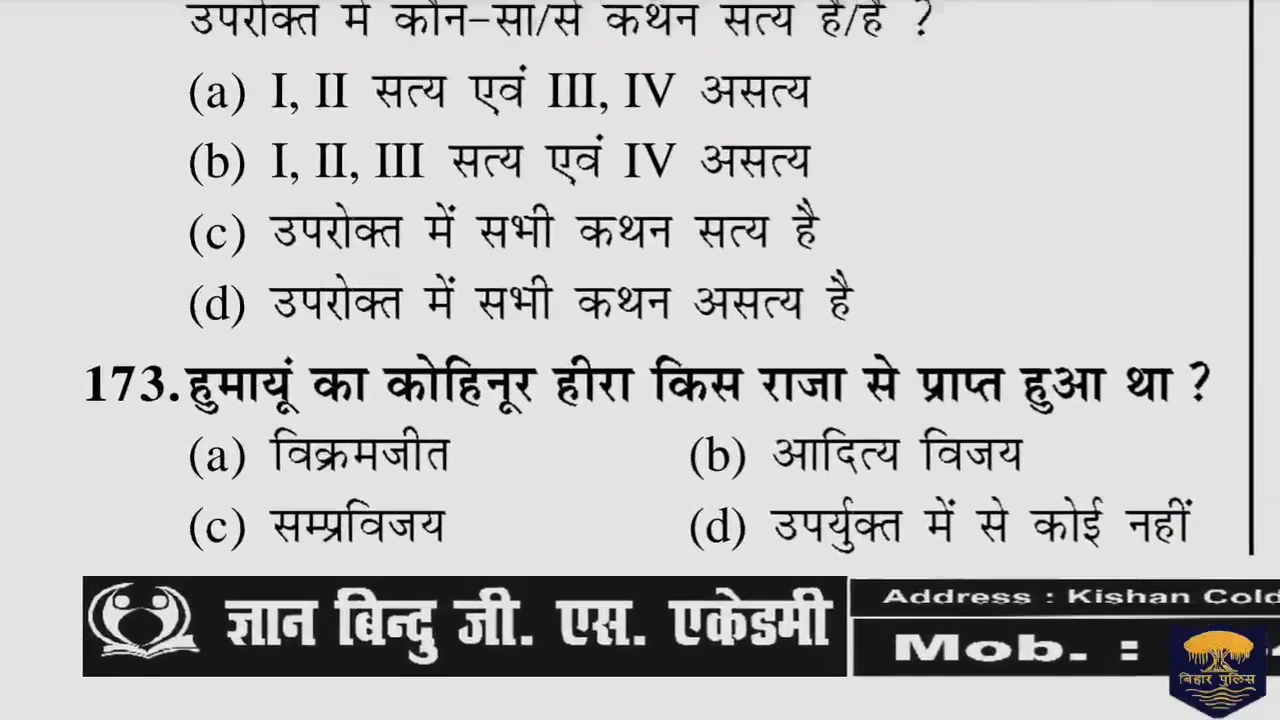 उपरोक्त में कौन-सा/से कथन सत्य है/हैं ?
(a) I, II सत्य एवं III, IV असत्य
(b) I, II, III सत्य एवं IV असत्य
(c) उपरोक्त में सभी कथन सत्य है
(d) उपरोक्त में सभी कथन असत्य है
173. हुमायूं का कोहिनूर हीरा किस राजा से प्राप्त हुआ था ?
(a) विक्रमजीत (b) आदित्य विजय
(c) सम्प्रविजय (d) उपर्युक्त में से कोई नहीं
ज्ञान बिन्दु जी. एस. एकेडमी
Address : Kishan Cold
Mob. :
बिहार पुलिस